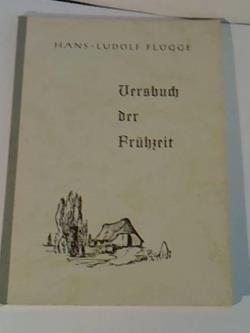 HANS-LUDOLF FLÜGGE
Versbuch
der
Frühzeit